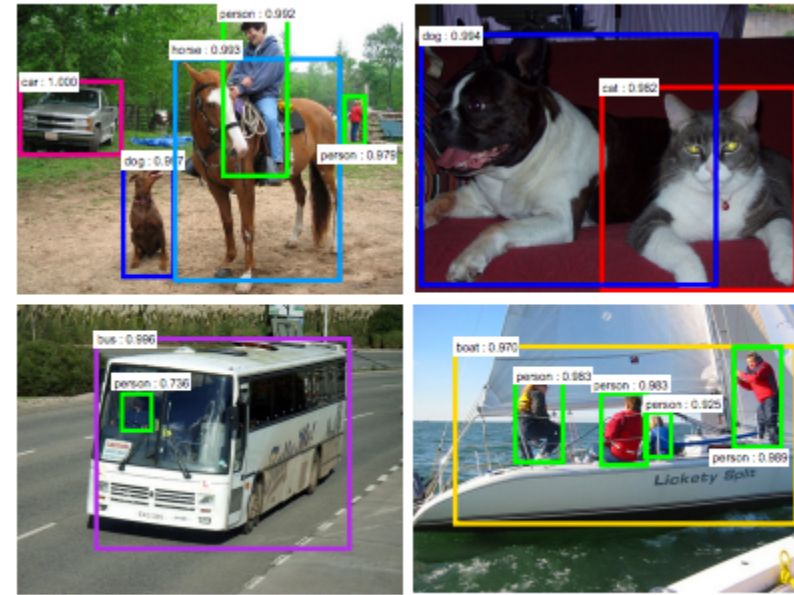 person : 0.992
horse : 0.993
car : 1.000
person : 0.979
dog : 0.997
dog : 0.994
cat : 0.982
bus : 0.996
person : 0.736
boat : 0.970
person : 0.983
person : 0.983
person : 0.925
person : 0.989
Lickety Split
L